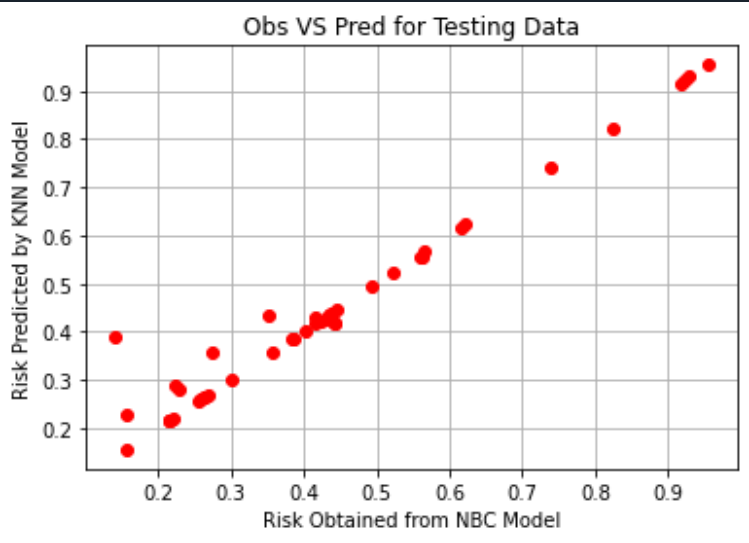 Obs VS Pred for Testing Data
Risk Predicted by KNN Model
0.9
0.8
0.7
0.6
0.5
0.4
0.3
0.2
0.2 0.3 0.4 0.5 0.6 0.7 0.8 0.9
Risk Obtained from NBC Model